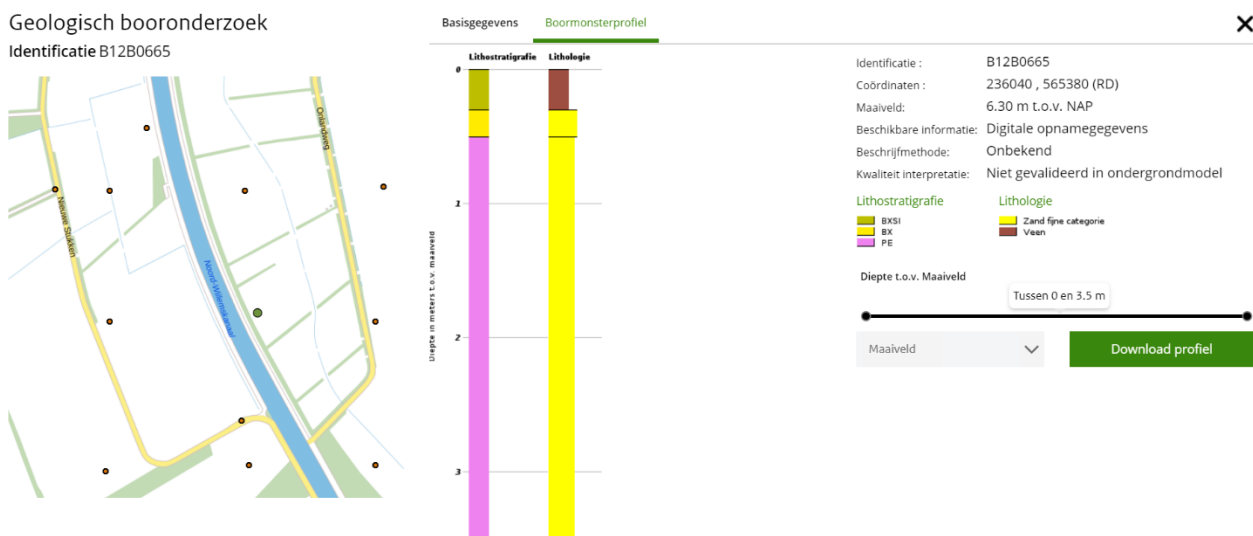 Geologisch booronderzoek
Identificatie B12B0665
Onlandweg
Nieuwe Stukken
Noord-Willemskanaal
Basisgegevens Boormonsterprofiel
Lithostratigrafie Lithologie
0
1
2
3
Diepte in meters t.o.v. maaiveld
Identificatie : B12B0665
Coördinaten : 236040 , 565380 (RD)
Maaiveld: 6.30 m t.o.v. NAP
Beschikbare informatie: Digitale opnamegegevens
Beschrijfmethode: Onbekend
Kwaliteit interpretatie: Niet gevalideerd in ondergrondmodel
Lithostratigrafie Lithologie
BXSI Zand fijne categorie
BX Veen
PE
Diepte t.o.v. Maaiveld
Tussen 0 en 3.5 m
Maaiveld Download profiel